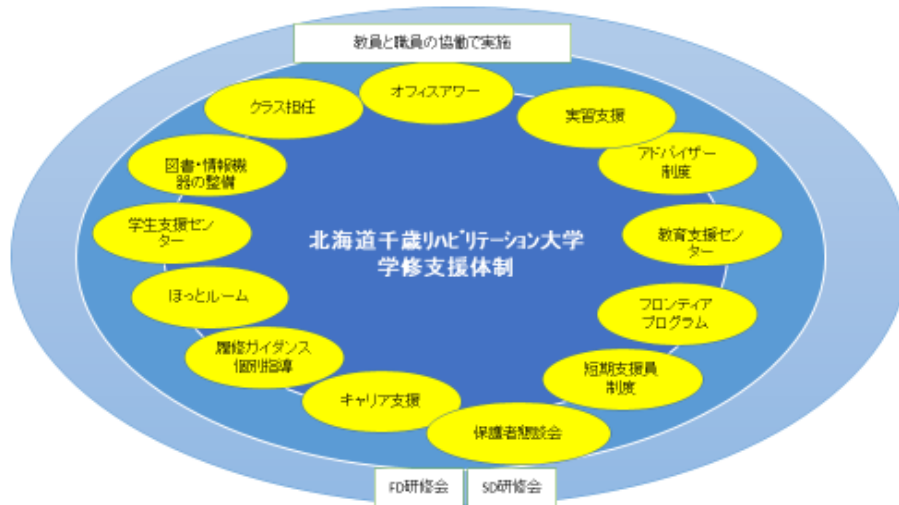 教員と職員の協働で実施
オフィスアワー
クラス担任
実習支援
図書・情報機
器の整備
アドバイザー
制度
学生支援セン
ター
教育支援セン
ター
北海道千歳ﾘﾊﾋﾞﾘﾃｰｼｮﾝ大学
学修支援体制
ほっとルーム
フロンティア
プログラム
履修ガイダンス
個別指導
短期支援員
制度
キャリア支援
保護者懇談会
FD研修会
SD研修会